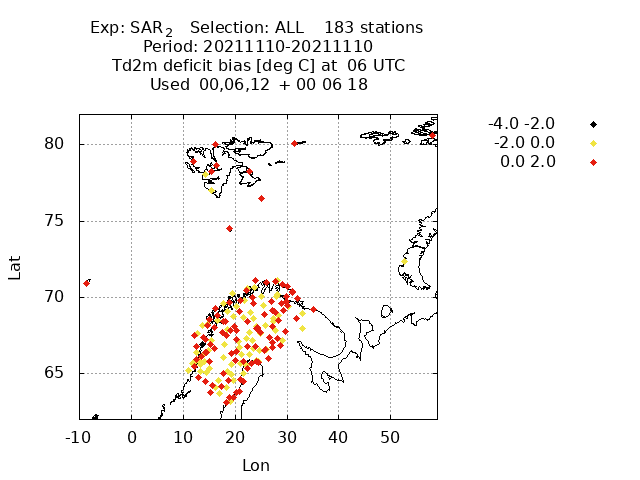 Exp: SAR_2 Selection: ALL 183 stations
Period: 20211110-20211110
Td2m deficit bias [deg C] at 06 UTC
Used 00,06,12 + 00 06 18
-4.0 -2.0
-2.0 0.0
0.0 2.0
80
75
70
65
Lat
-10 0 10 20 30 40 50
Lon